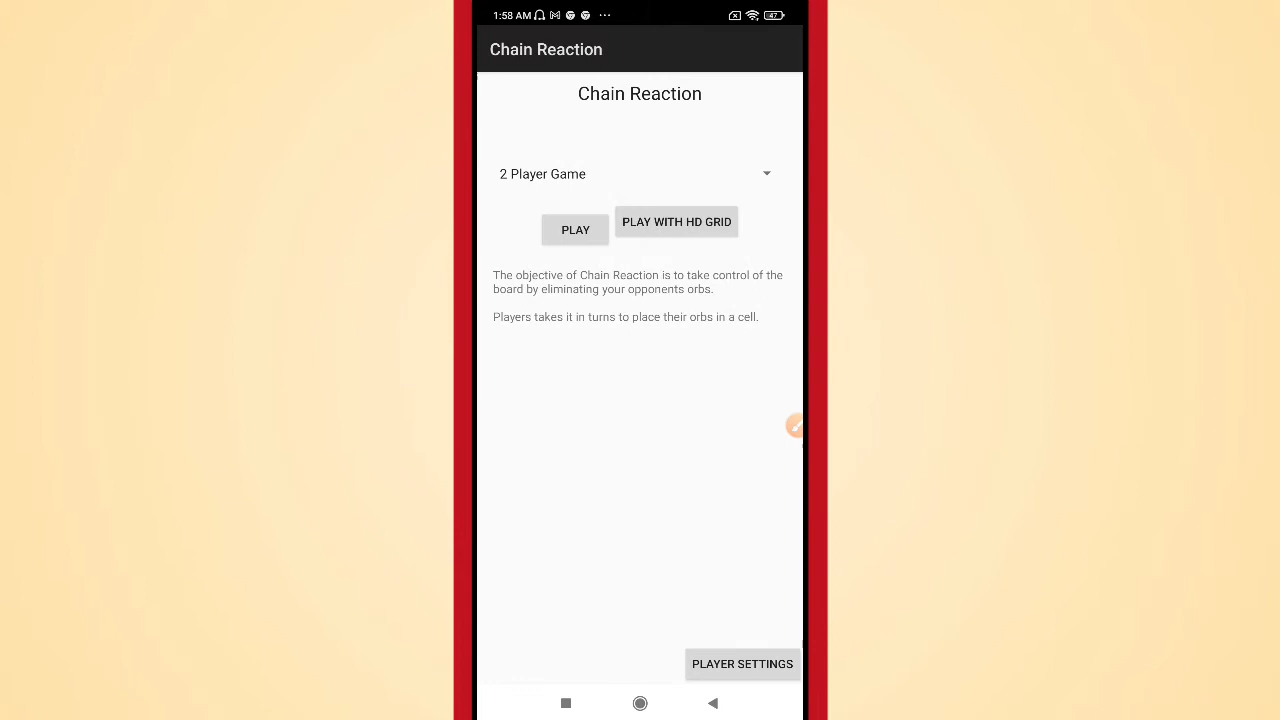 1:58 AM
47
Chain Reaction
Chain Reaction
2 Player Game
PLAY
PLAY WITH HD GRID
The objective of Chain Reaction is to take control of the
board by eliminating your opponents orbs.
Players takes it in turns to place their orbs in a cell.
PLAYER SETTINGS